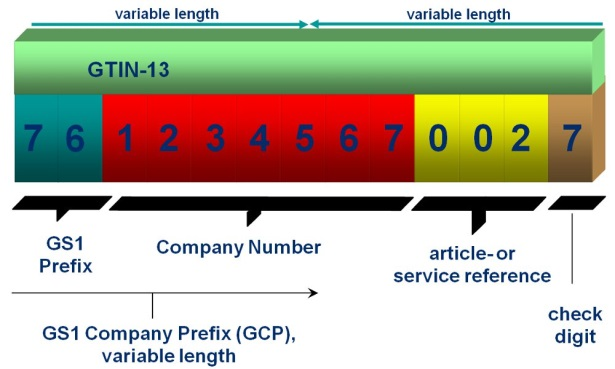 variable length variable length
GTIN-13
7 6 1 2 3 4 5 6 7 0 0 2 7
GS1
Prefix
Company Number
article- or
service reference
check
digit
GS1 Company Prefix (GCP),
variable length